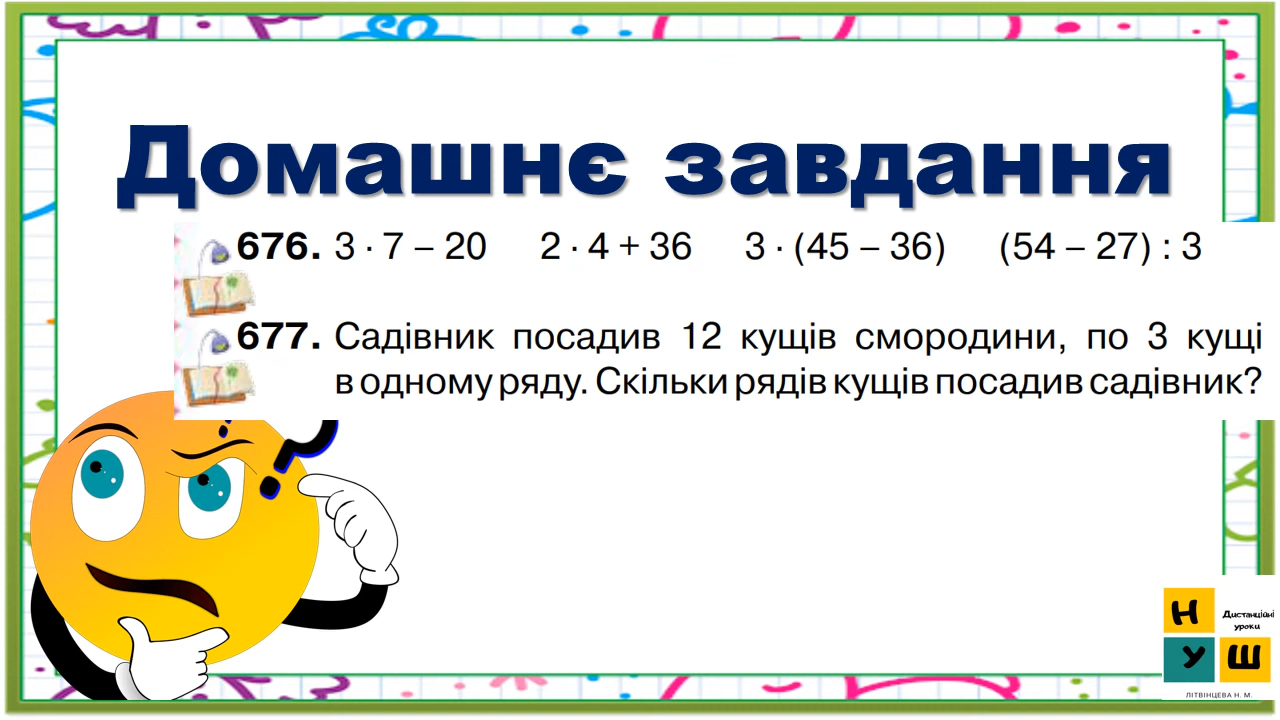 Домашнє завдання
676. 3 · 7 – 20 2 · 4 + 36 3 · (45 – 36) (54 – 27) : 3
677. Садівник посадив 12 кущів смородини, по 3 кущі
в одному ряду. Скільки рядів кущів посадив садівник?
?
Н
Дистанційні
уроки
У Ш
ЛІТВІНЦЕВА Н. М.